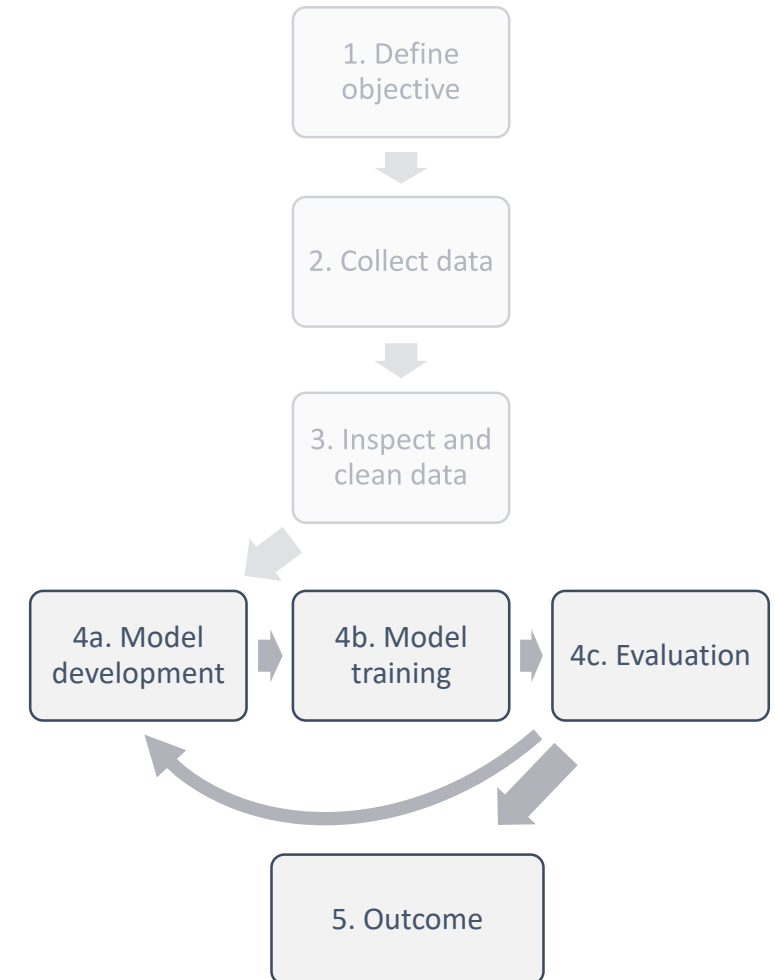 1. Define
objective
2. Collect data
3. Inspect and
clean data
4a. Model
development
4b. Model
training
4c. Evaluation
5. Outcome